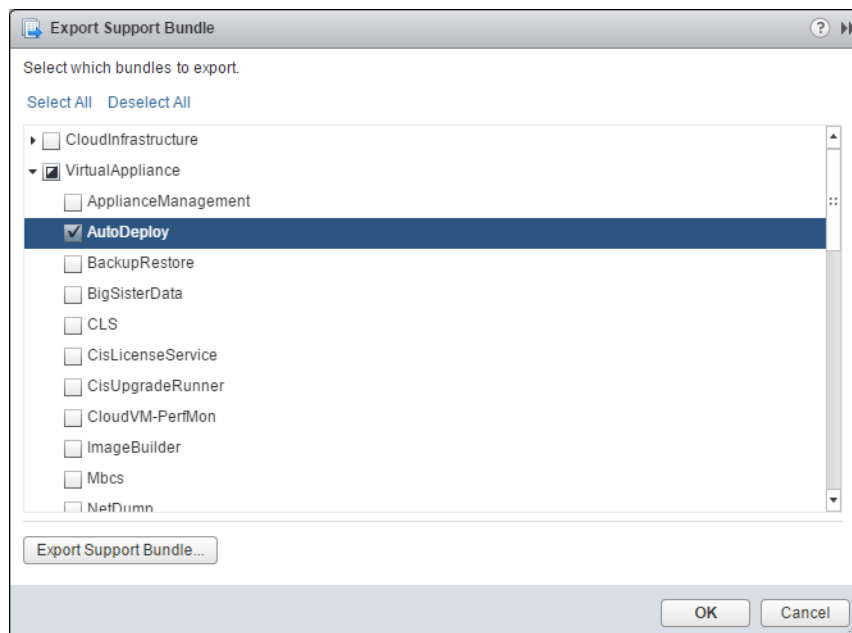 Export Support Bundle
Select which bundles to export.
Select All Deselect All
CloudInfrastructure
VirtualAppliance
ApplianceManagement
AutoDeploy
BackupRestore
BigSisterData
CLS
CisLicenseService
CisUpgradeRunner
CloudVM-PerfMon
ImageBuilder
Mbcs
NetDump
Export Support Bundle...
OK Cancel